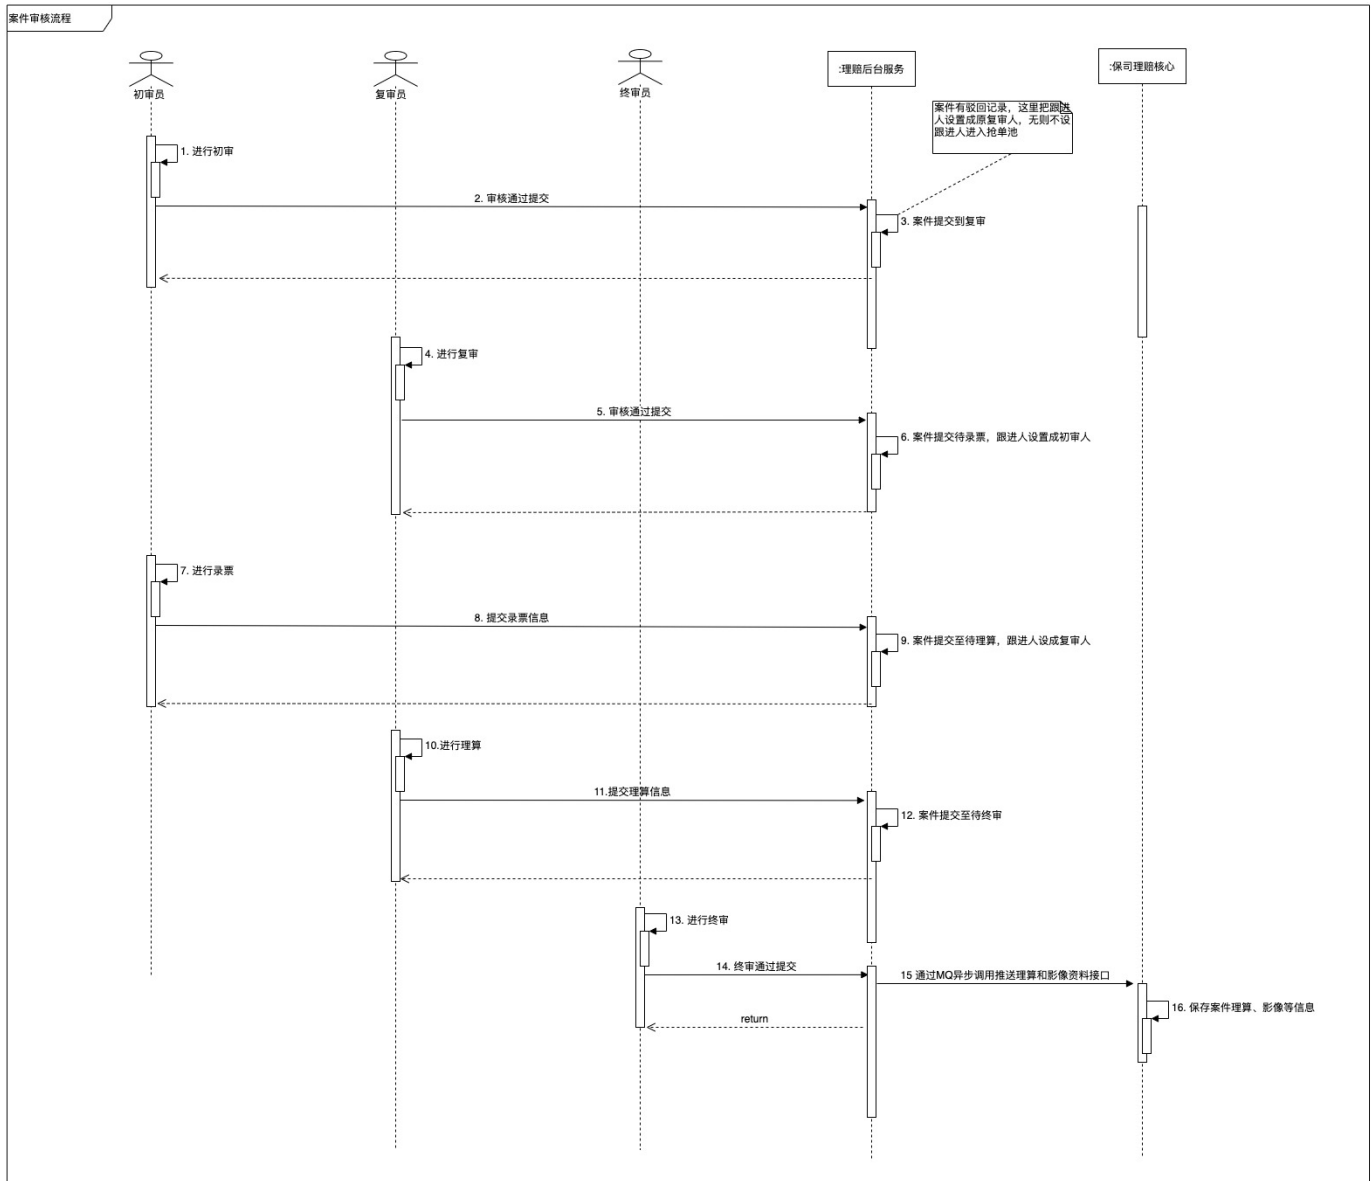 案件审核流程
初审员
复审员
终审员
:理赔后台服务
:保司理赔核心
案件有驳回记录，这里把跟进
人设置成原复审人，无则不设
跟进人进入抢单池
1. 进行初审
2. 审核通过提交
3. 案件提交到复审
4. 进行复审
5. 审核通过提交
6. 案件提交待录票，跟进人设置成初审人
7. 进行录票
8. 提交录票信息
9. 案件提交至待理算，跟进人设成复审人
10.进行理算
11.提交理算信息
12. 案件提交至待终审
13. 进行终审
14. 终审通过提交
15 通过MQ异步调用推送理算和影像资料接口
16. 保存案件理算、影像等信息
return